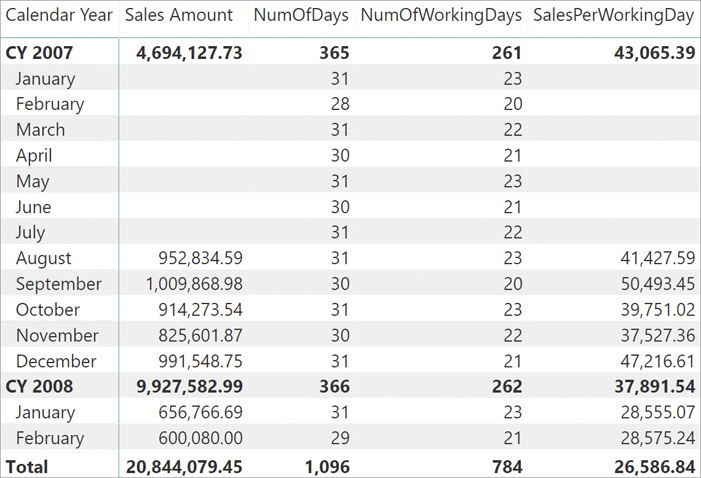 Calendar Year Sales Amount NumOfDays NumOfWorkingDays SalesPerWorkingDay
CY 2007 4,694,127.73 365 261 43,065.39
January 31 23
February 28 20
March 31 22
April 30 21
May 31 23
June 30 21
July 31 22
August 952,834.59 31 23 41,427.59
September 1,009,868.98 30 20 50,493.45
October 914,273.54 31 23 39,751.02
November 825,601.87 30 22 37,527.36
December 991,548.75 31 21 47,216.61
CY 2008 9,927,582.99 366 262 37,891.54
January 656,766.69 31 23 28,555.07
February 600,080.00 29 21 28,575.24
Total 20,844,079.45 1,096 784 26,586.84